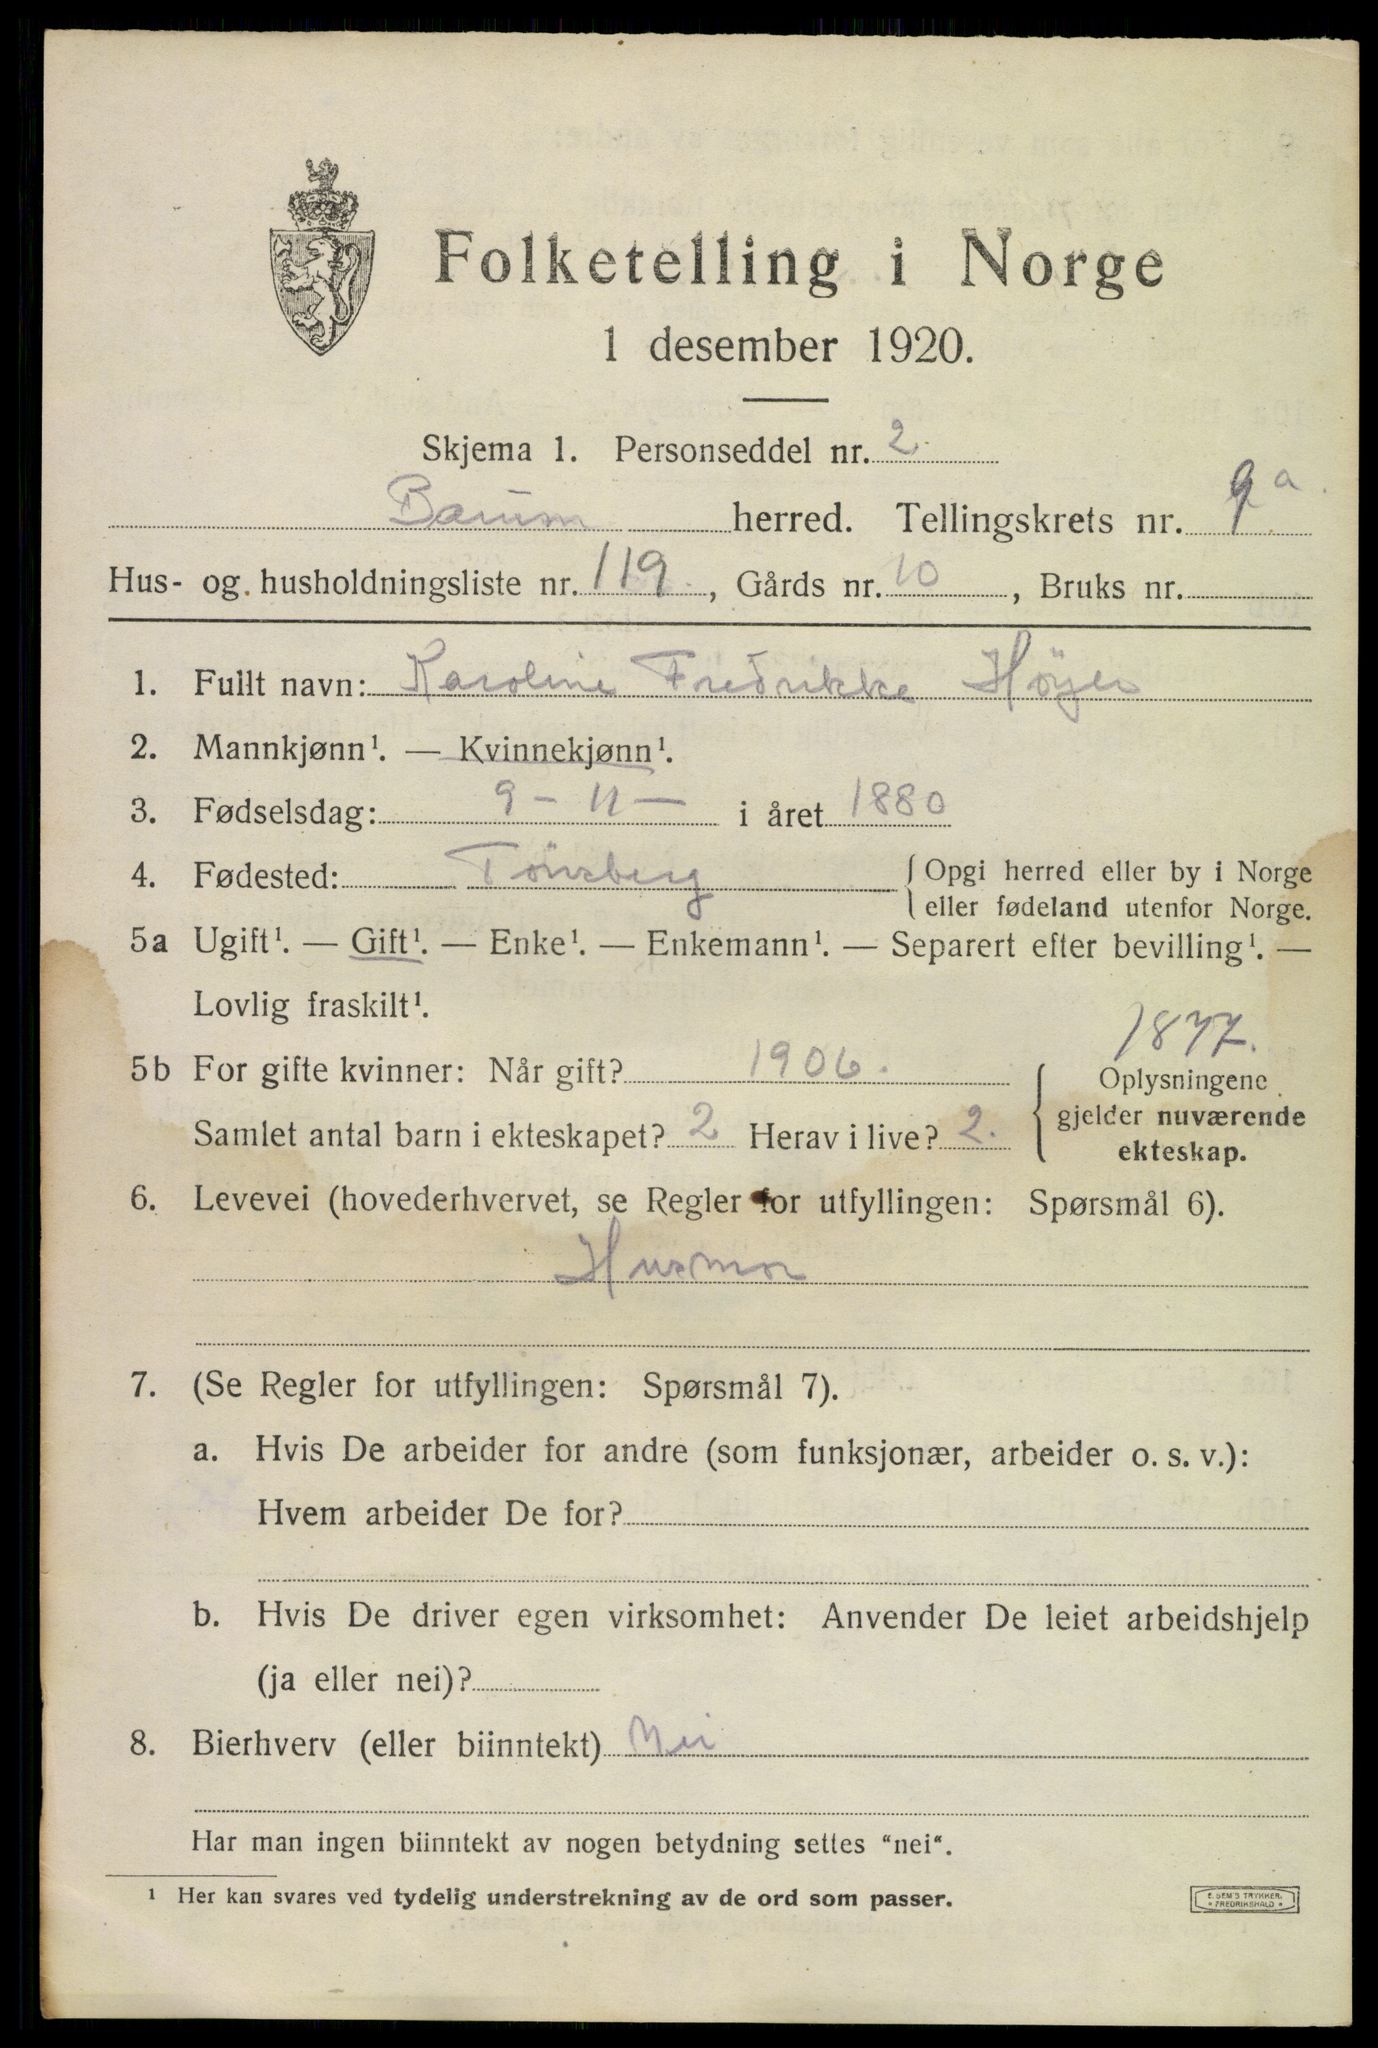 Folketelling i Norge
1 desember 1920.
Skjema 1. Personseddel nr. 2
Bærum herred. Tellingskrets nr. 9a.
Hus- og husholdningsliste nr. 119, Gårds nr. 10, Bruks nr.
1. Fullt navn: Karoline Fredrikke Höyer
2. Mannkjønn¹. — Kvinnekjønn¹.
3. Fødselsdag: 9 - 11 - i året 1880
4. Fødested: Tönsberg { Opgi herred eller by i Norge
eller fødeland utenfor Norge.
5a Ugift¹. — Gift¹. — Enke¹. — Enkemann¹. — Separert efter bevilling¹. —
Lovlig fraskilt¹.
1877.
5b For gifte kvinner: Når gift? 1906. { Oplysningene
gjelder nuværende
Samlet antal barn i ekteskapet? 2 Herav i live? 2.
ekteskap.
6. Levevei (hovederhvervet, se Regler for utfyllingen: Spørsmål 6).
Husmor
7. (Se Regler for utfyllingen: Spørsmål 7).
a. Hvis De arbeider for andre (som funksjonær, arbeider o. s. v.):
Hvem arbeider De for?
b. Hvis De driver egen virksomhet: Anvender De leiet arbeidshjelp
(ja eller nei)?
8. Bierhverv (eller biinntekt) Nei
Har man ingen biinntekt av nogen betydning settes "nei".
¹ Her kan svares ved tydelig understrekning av de ord som passer.
E. SEM'S TRYKKER.
* FREDRIKSHALD *